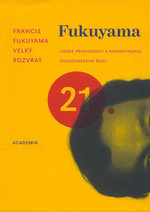 FRANCIS
FUKUYAMA
VELKÝ
ROZVRAT
Fukuyama
LIDSKÁ PŘIROZENOST A REKONSTRUKCE
SPOLEČENSKÉHO ŘÁDU
21
ACADEMIA